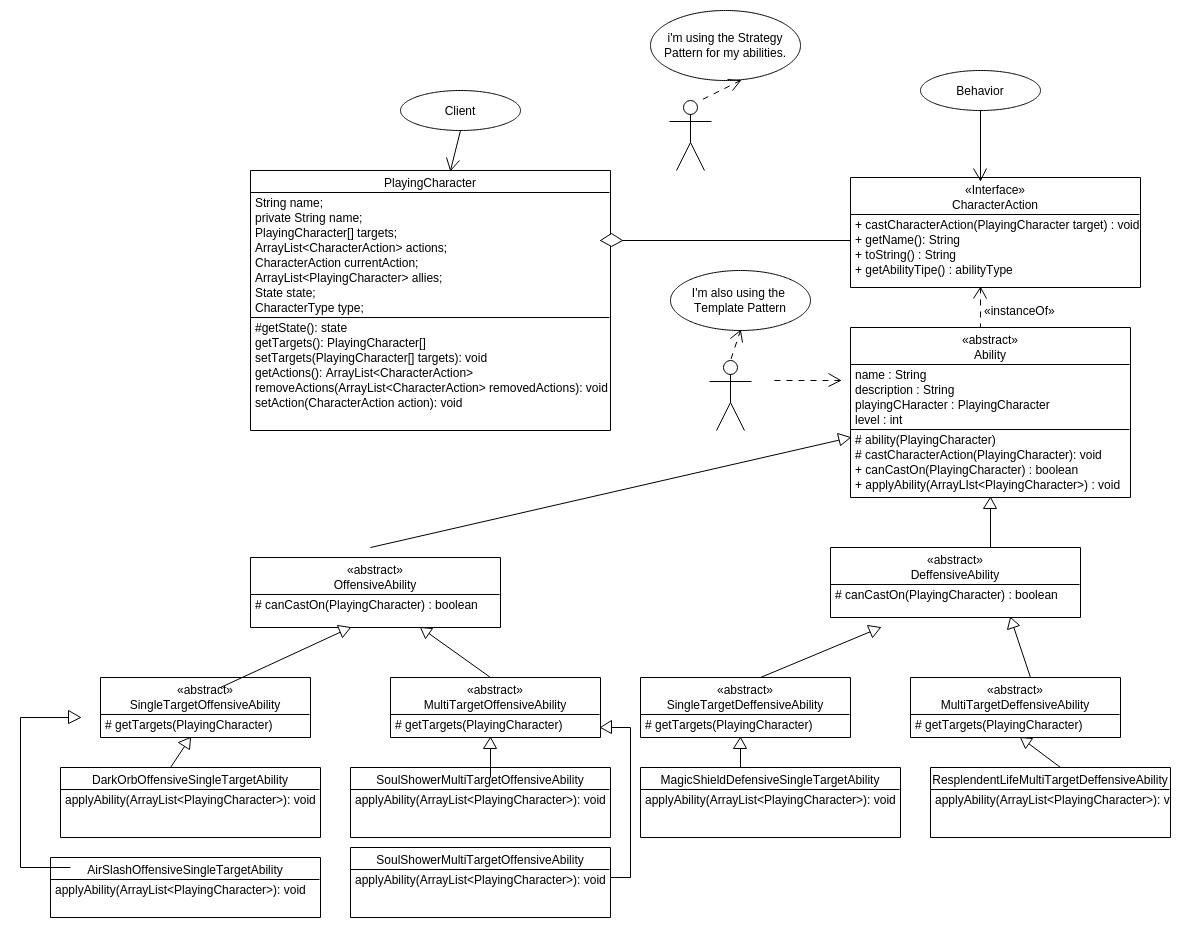 i'm using the Strategy
Pattern for my abilities.
Client
Behavior
PlayingCharacter
String name;
private String name;
PlayingCharacter[] targets;
ArrayList<CharacterAction> actions;
CharacterAction currentAction;
ArrayList<PlayingCharacter> allies;
State state;
CharacterType type;
#getState(): state
getTargets(): PlayingCharacter[]
setTargets(PlayingCharacter[] targets): void
getActions(): ArrayList<CharacterAction>
removeActions(ArrayList<CharacterAction> removedActions): void
setAction(CharacterAction action): void
«Interface»
CharacterAction
+ castCharacterAction(PlayingCharacter target) : void
+ getName(): String
+ toString() : String
+ getAbilityTipe() : abilityType
I'm also using the
Template Pattern
«instanceOf»
«abstract»
Ability
name : String
description : String
playingCHaracter : PlayingCharacter
level : int
# ability(PlayingCharacter)
# castCharacterAction(PlayingCharacter): void
+ canCastOn(PlayingCharacter) : boolean
+ applyAbility(ArrayLIst<PlayingCharacter>) : void
«abstract»
OffensiveAbility
# canCastOn(PlayingCharacter) : boolean
«abstract»
DeffensiveAbility
# canCastOn(PlayingCharacter) : boolean
«abstract»
SingleTargetOffensiveAbility
# getTargets(PlayingCharacter)
«abstract»
MultiTargetOffensiveAbility
# getTargets(PlayingCharacter)
«abstract»
SingleTargetDeffensiveAbility
# getTargets(PlayingCharacter)
«abstract»
MultiTargetDeffensiveAbility
# getTargets(PlayingCharacter)
DarkOrbOffensiveSingleTargetAbility
applyAbility(ArrayList<PlayingCharacter>): void
SoulShowerMultiTargetOffensiveAbility
applyAbility(ArrayList<PlayingCharacter>): void
MagicShieldDefensiveSingleTargetAbility
applyAbility(ArrayList<PlayingCharacter>): void
ResplendentLifeMultiTargetDeffensiveAbility
applyAbility(ArrayList<PlayingCharacter>): v
AirSlashOffensiveSingleTargetAbility
applyAbility(ArrayList<PlayingCharacter>): void
SoulShowerMultiTargetOffensiveAbility
applyAbility(ArrayList<PlayingCharacter>): void